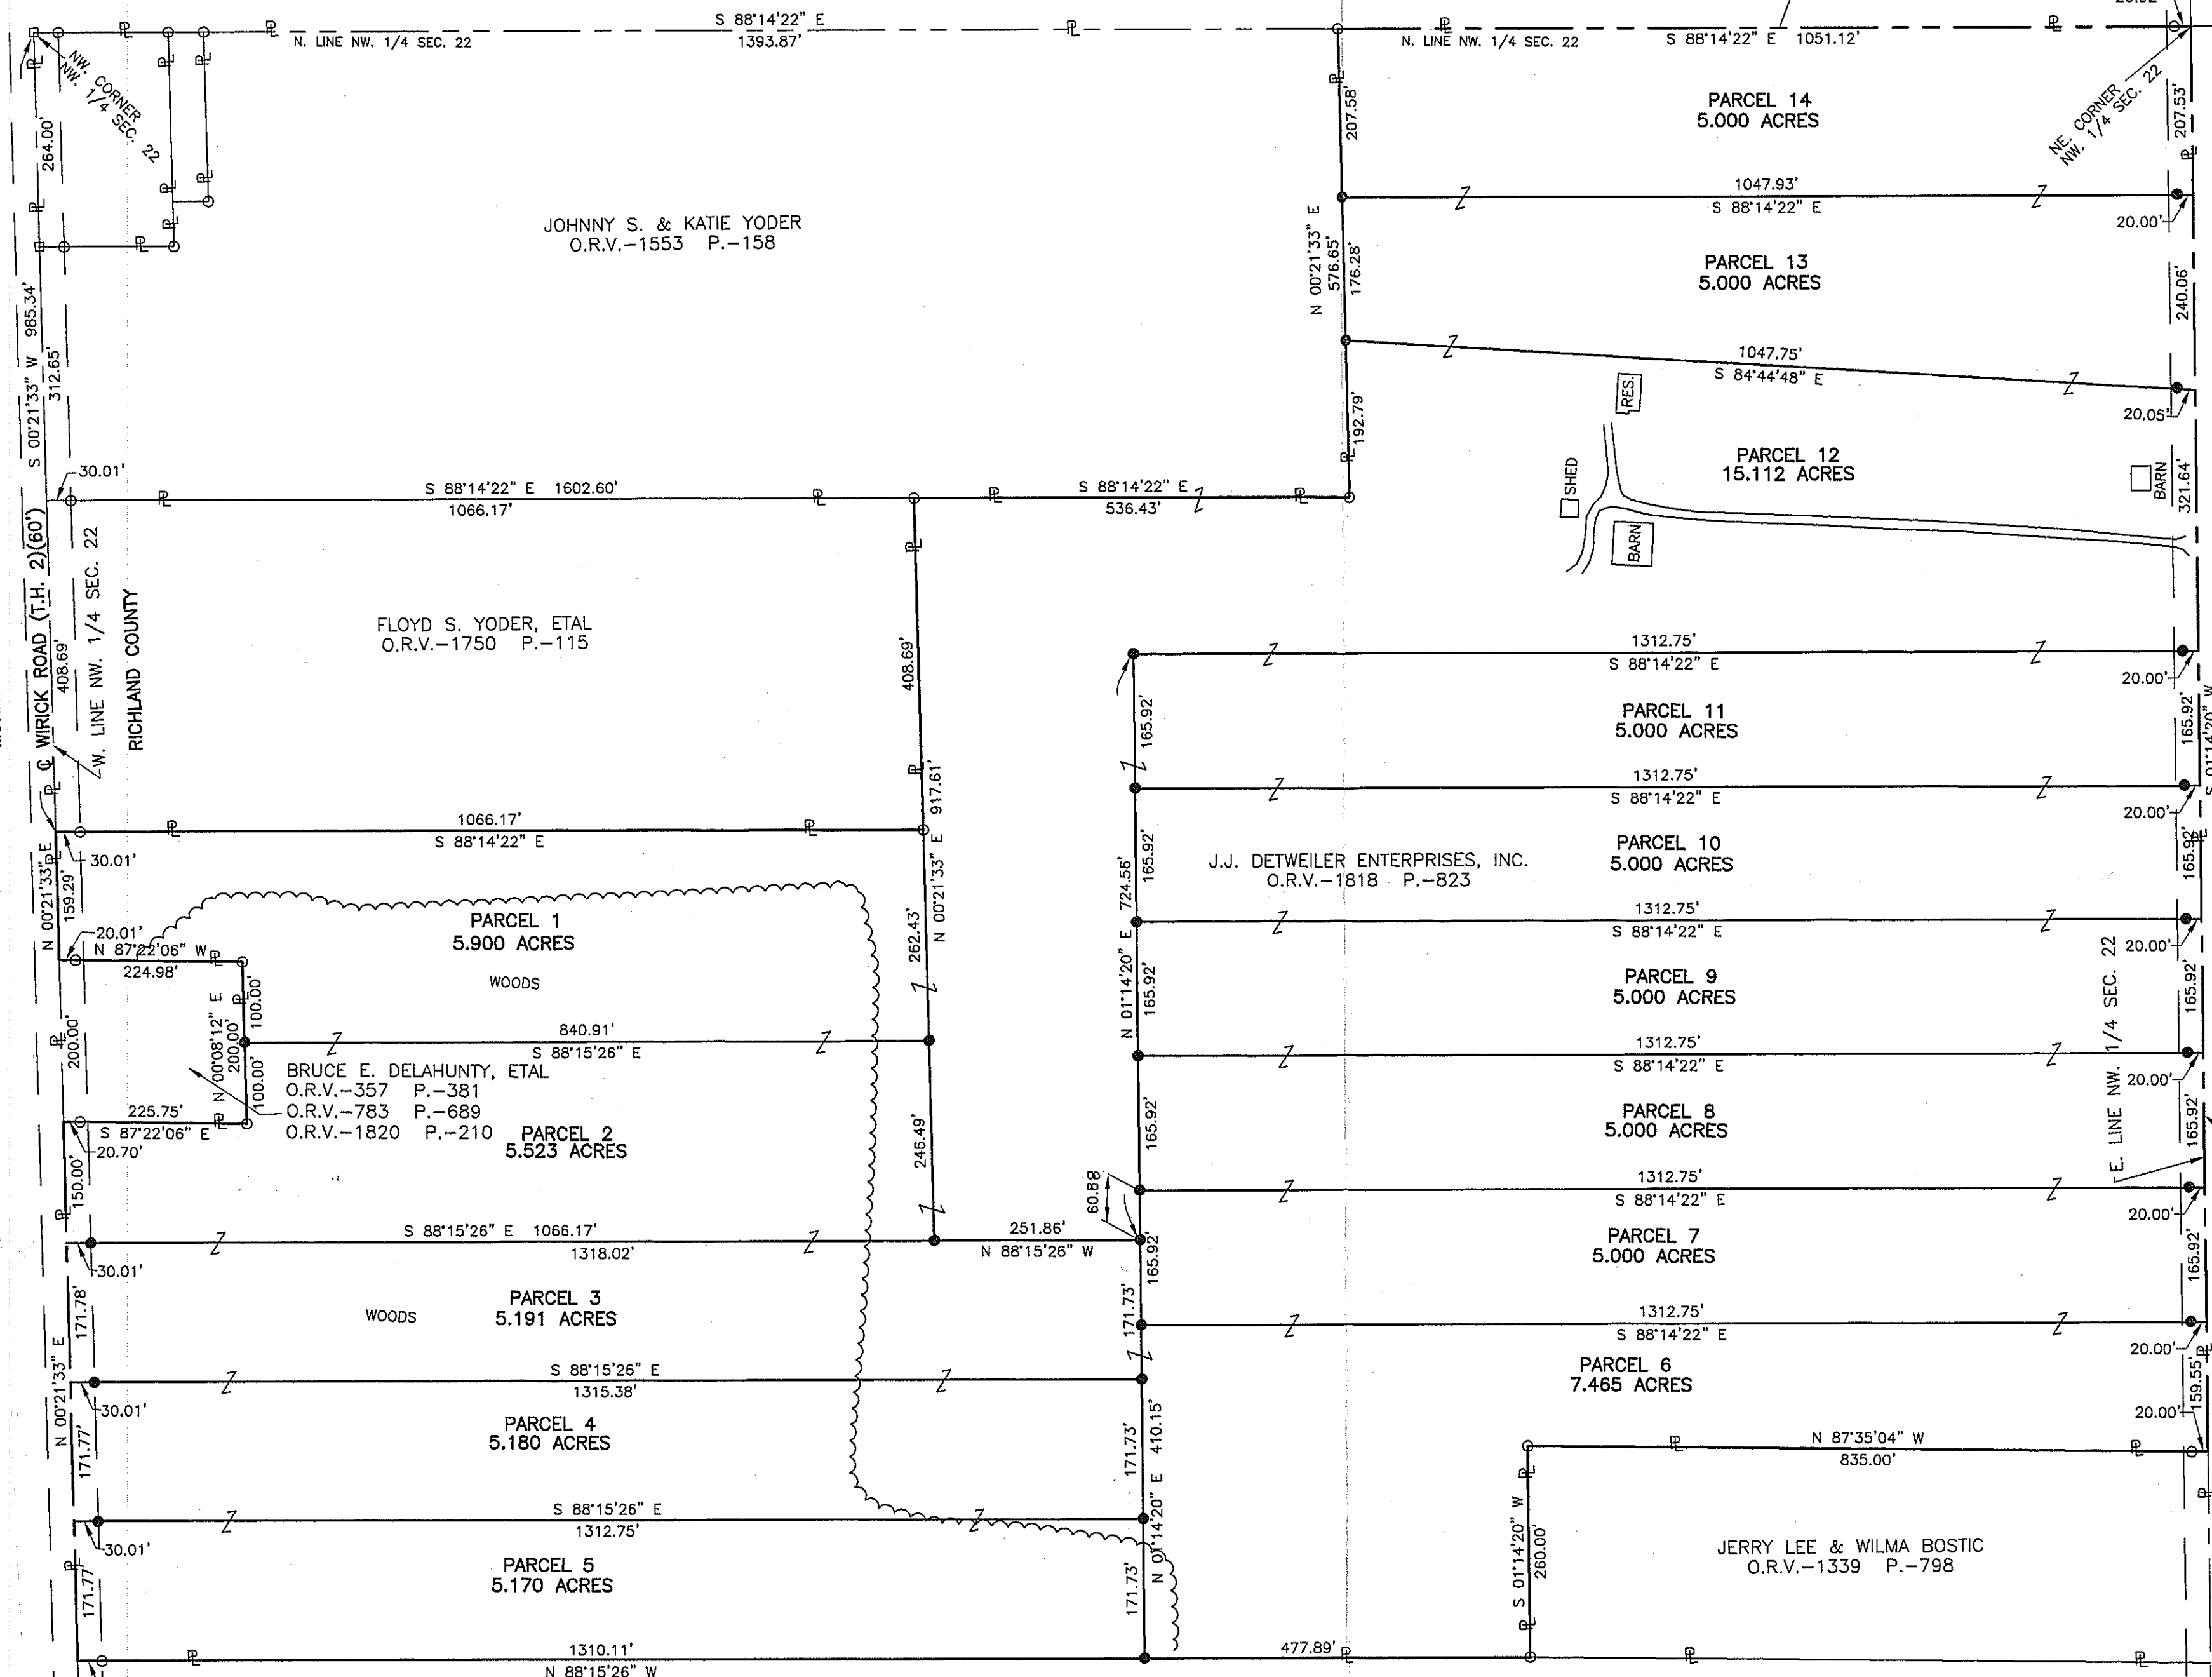 S 88°14'22" E
1393.87'
N. LINE NW. 1/4 SEC. 22
N. LINE NW. 1/4 SEC. 22
S 88°14'22" E 1051.12'
NW. CORNER
NW. 1/4 SEC. 22
NE. CORNER
NW. 1/4 SEC. 22
264.00'
207.58'
207.53'
PARCEL 14
5.000 ACRES
1047.93'
S 88°14'22" E
20.00'
JOHNNY S. & KATIE YODER
O.R.V.-1553 P.-158
N 00°21'33" E
576.65'
176.28'
PARCEL 13
5.000 ACRES
240.06'
S 00°21'33" W 985.34'
312.65'
1047.75'
S 84°44'48" E
20.05'
192.79'
RES.
SHED
BARN
PARCEL 12
15.112 ACRES
BARN
321.64'
30.01'
S 88°14'22" E 1602.60'
1066.17'
S 88°14'22" E
536.43'
℄ WIRICK ROAD (T.H. 2)(60')
W. LINE NW. 1/4 SEC. 22
RICHLAND COUNTY
408.69'
FLOYD S. YODER, ETAL
O.R.V.-1750 P.-115
408.69'
N 00°21'33" E 917.61'
1312.75'
S 88°14'22" E
20.00'
165.92'
PARCEL 11
5.000 ACRES
165.92'
S 01°14'20" W
1312.75'
S 88°14'22" E
20.00'
1066.17'
S 88°14'22" E
30.01'
N 00°21'33" E
159.29'
J.J. DETWEILER ENTERPRISES, INC.
O.R.V.-1818 P.-823
165.92'
N 01°14'20" E 724.56'
PARCEL 10
5.000 ACRES
165.92'
1312.75'
S 88°14'22" E
20.00'
PARCEL 1
5.900 ACRES
WOODS
262.43'
20.01'
N 87°22'06" W
224.98'
165.92'
PARCEL 9
5.000 ACRES
165.92'
E. LINE NW. 1/4 SEC. 22
N 00°08'12" E
200.00'
100.00'
100.00'
200.00'
840.91'
S 88°15'26" E
1312.75'
S 88°14'22" E
20.00'
BRUCE E. DELAHUNTY, ETAL
O.R.V.-357 P.-381
O.R.V.-783 P.-689
O.R.V.-1820 P.-210
225.75'
S 87°22'06" E
20.70'
PARCEL 2
5.523 ACRES
150.00'
246.49'
165.92'
PARCEL 8
5.000 ACRES
165.92'
60.88'
1312.75'
S 88°14'22" E
20.00'
S 88°15'26" E 1066.17'
1318.02'
251.86'
N 88°15'26" W
30.01'
165.92'
PARCEL 7
5.000 ACRES
165.92'
171.78'
WOODS
PARCEL 3
5.191 ACRES
171.73'
1312.75'
S 88°14'22" E
20.00'
N 00°21'33" E
S 88°15'26" E
1315.38'
30.01'
PARCEL 6
7.465 ACRES
159.55'
20.00'
PARCEL 4
5.180 ACRES
171.77'
171.73'
N 01°14'20" E 410.15'
N 87°35'04" W
835.00'
S 88°15'26" E
1312.75'
30.01'
S 01°14'20" W
260.00'
JERRY LEE & WILMA BOSTIC
O.R.V.-1339 P.-798
PARCEL 5
5.170 ACRES
171.77'
171.73'
1310.11'
N 88°15'26" W
477.89'